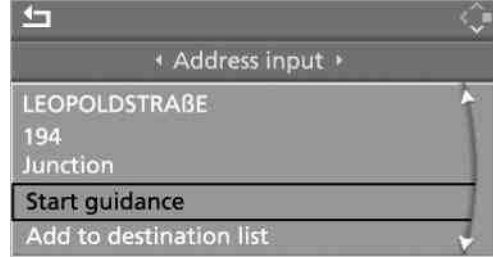 Address input
LEOPOLDSTRAßE
194
Junction
Start guidance
Add to destination list